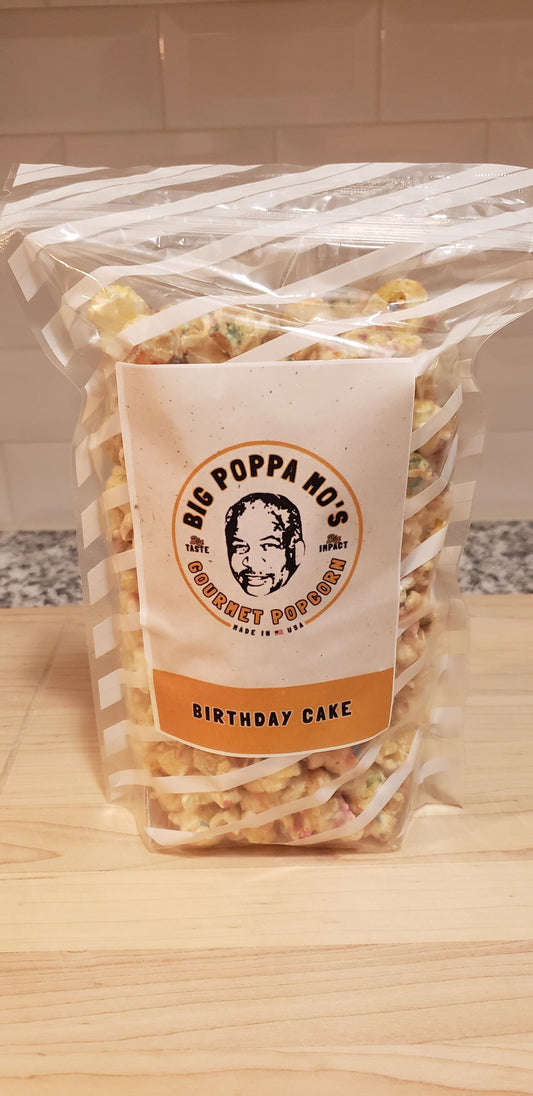 BIG POPPA MO'S
Big TASTE
Big IMPACT
GOURMET POPCORN
MADE IN USA
BIRTHDAY CAKE